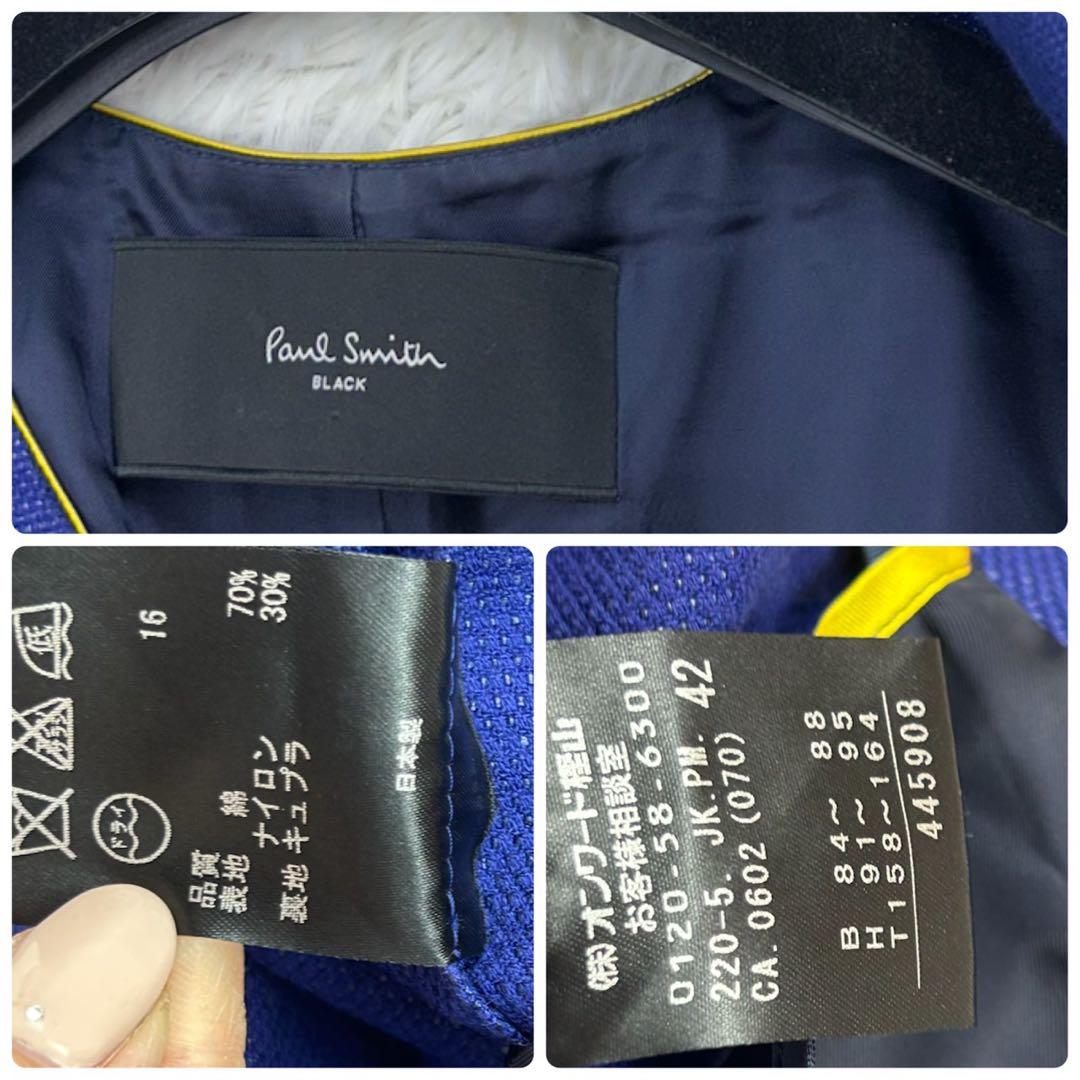 Paul Smith
BLACK
低
ドライ
16
品質
表地 綿 70%
ナイロン 30%
裏地 キュプラ
日本製
(株)オンワード樫山
お客様相談室
0120-58-6300
220-5. JK.PM. 42
CA.0602(070)
B 84～ 88
H 91～ 95
T158～164
445908